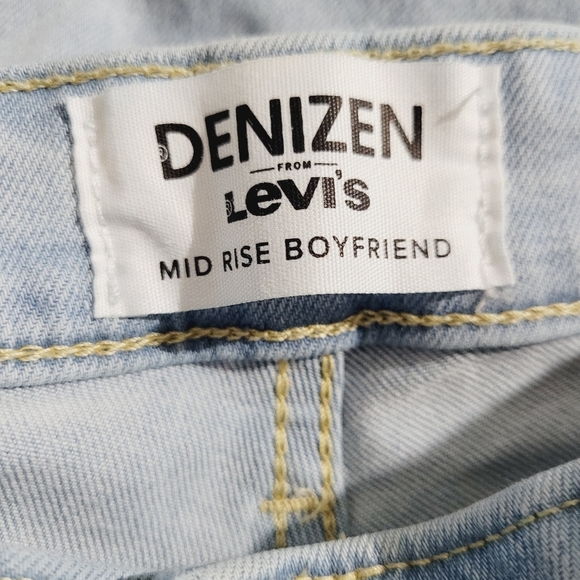 DENIZEN
FROM
Levi's
MID RISE BOYFRIEND